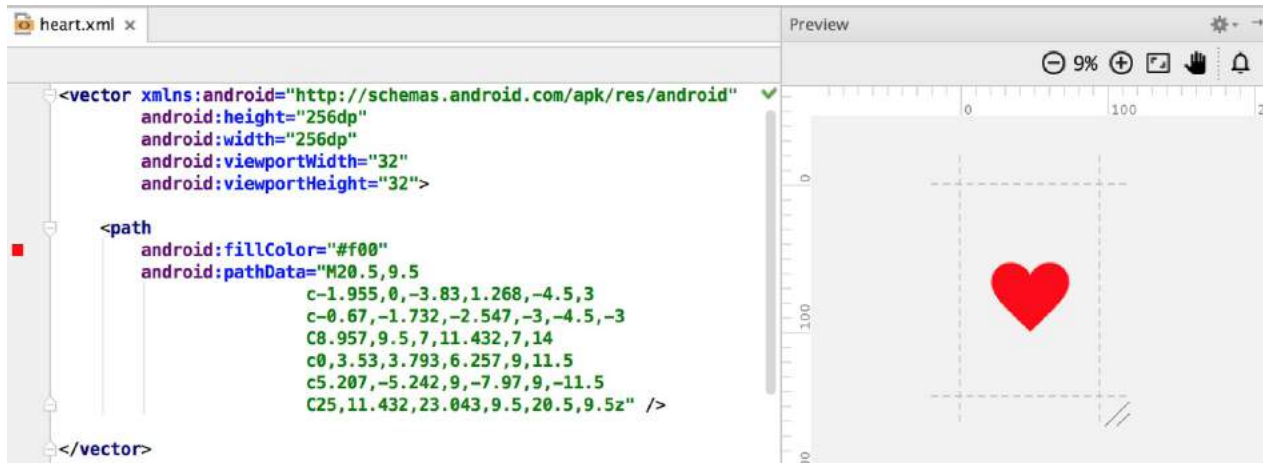 heart.xml ×
Preview
9%
<vector xmlns:android="http://schemas.android.com/apk/res/android"
android:height="256dp"
android:width="256dp"
android:viewportWidth="32"
android:viewportHeight="32">
<path
android:fillColor="#f00"
android:pathData="M20.5,9.5
c-1.955,0,-3.83,1.268,-4.5,3
c-0.67,-1.732,-2.547,-3,-4.5,-3
C8.957,9.5,7,11.432,7,14
c0,3.53,3.793,6.257,9,11.5
c5.207,-5.242,9,-7.97,9,-11.5
C25,11.432,23.043,9.5,20.5,9.5z" />
</vector>
0
100
0
100